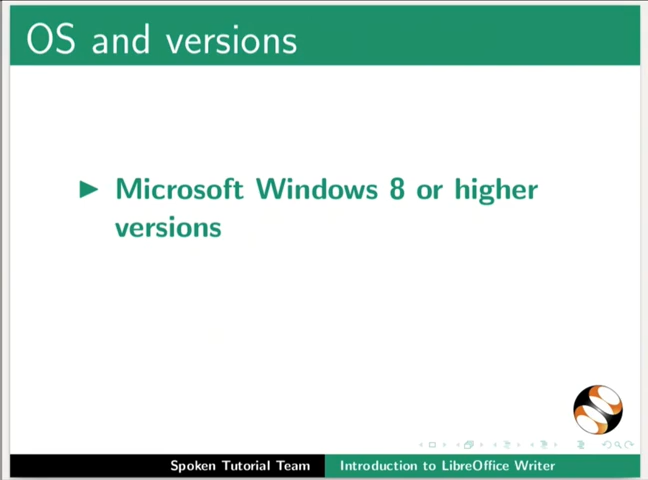 OS and versions
Microsoft Windows 8 or higher
versions
Spoken Tutorial Team
Introduction to LibreOffice Writer